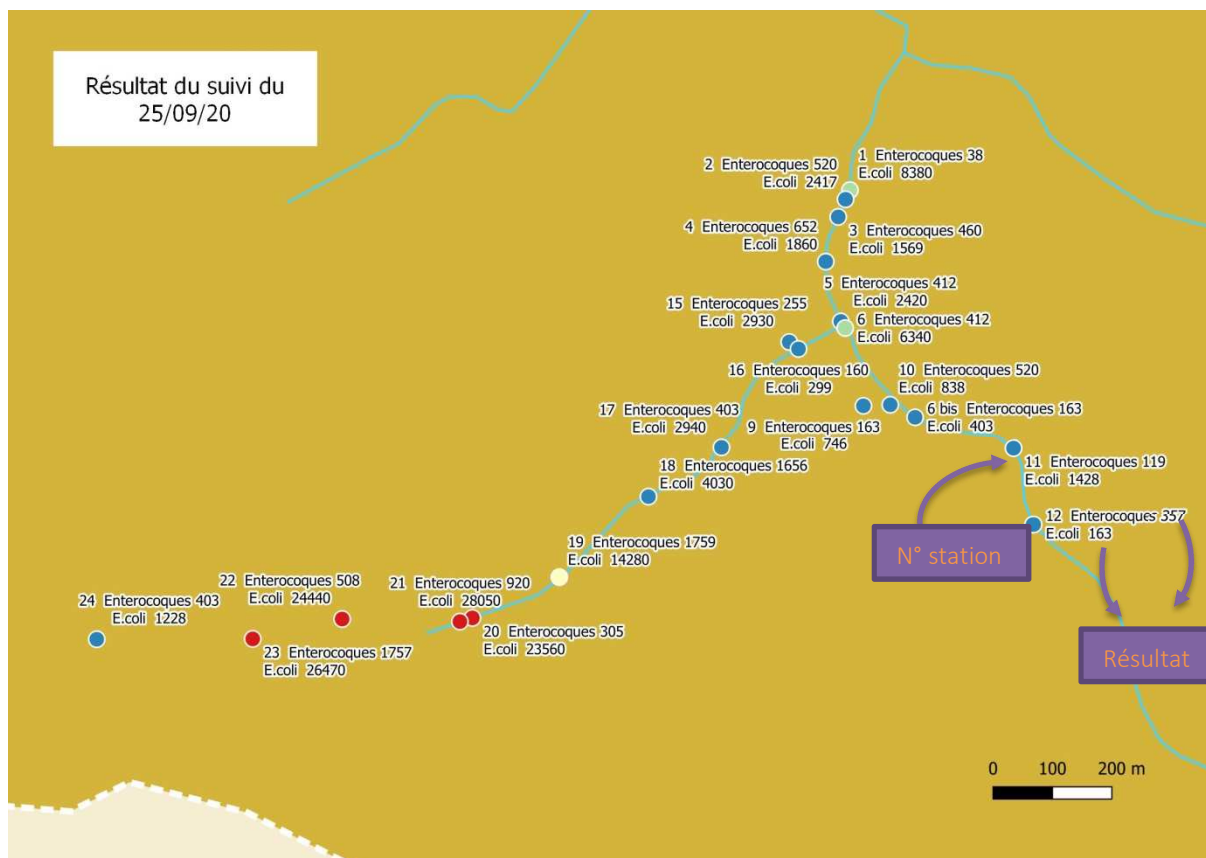 Résultat du suivi du
25/09/20
1 Enterocoques 38
E.coli 8380
2 Enterocoques 520
E.coli 2417
4 Enterocoques 652
E.coli 1860
3 Enterocoques 460
E.coli 1569
5 Enterocoques 412
E.coli 2420
15 Enterocoques 255
E.coli 2930
6 Enterocoques 412
E.coli 6340
16 Enterocoques 160
E.coli 299
10 Enterocoques 520
E.coli 838
17 Enterocoques 403
E.coli 2940
9 Enterocoques 163
E.coli 746
6 bis Enterocoques 163
E.coli 403
18 Enterocoques 1656
E.coli 4030
11 Enterocoques 119
E.coli 1428
12 Enterocoques 357
E.coli 163
N° station
19 Enterocoques 1759
E.coli 14280
22 Enterocoques 508
E.coli 24440
21 Enterocoques 920
E.coli 28050
24 Enterocoques 403
E.coli 1228
20 Enterocoques 305
E.coli 23560
23 Enterocoques 1757
E.coli 26470
Résultat
0 100 200 m